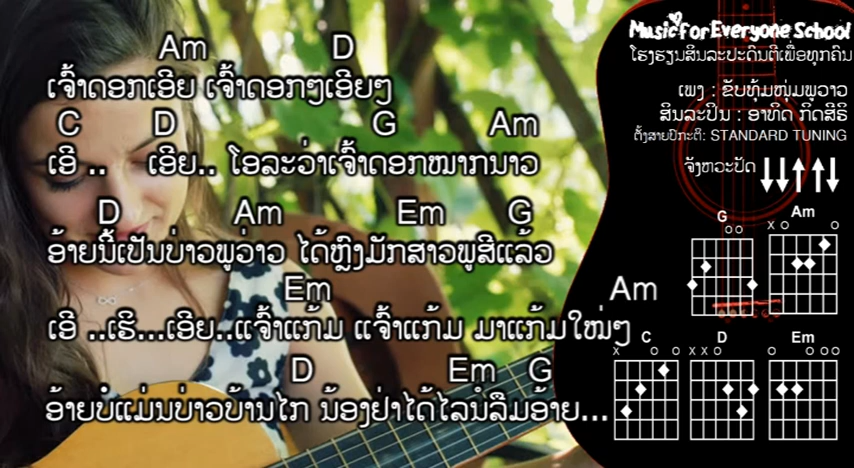 Music For Everyone School
ໂຮງຮຽນສິນລະປະດົນຕີເພື່ອທຸກຄົນ
ເພງ : ຂັບທຸ້ມໜຸ່ມພູວາວ
ສິນລະປິນ : ອາທິດ ກິດສີຣິ
ຕັ້ງສາຍປົກະຕິ: STANDARD TUNING
ຈັງຫວະປັດ
Am D
ເຈົ້າດອກເອີຍ ເຈົ້າດອກໆເອີຍໆ
C D G Am
ເອີ .. ເອີຍ.. ໂອລະວ່າເຈົ້າດອກໝາກນາວ
D Am Em G
ອ້າຍນີ້ເປັນບ່າວພູວ່າວ ໄດ້ຫຼົງມັກສາວພູສີແລ້ວ
Em Am
ເອີ ..ເຮີ...ເອີຍ..ແຈົ້າແກ້ມ ແຈົ້າແກ້ມ ມາແກ້ມໃໝ່ໆ
D Em G
ອ້າຍບໍ່ແມ່ນບ່າວບ້ານໄກ ນ້ອງຢ່າໄດ້ໄລນໍລືມອ້າຍ...
G Am
oo xo o
C D Em
x o o xxo o ooo